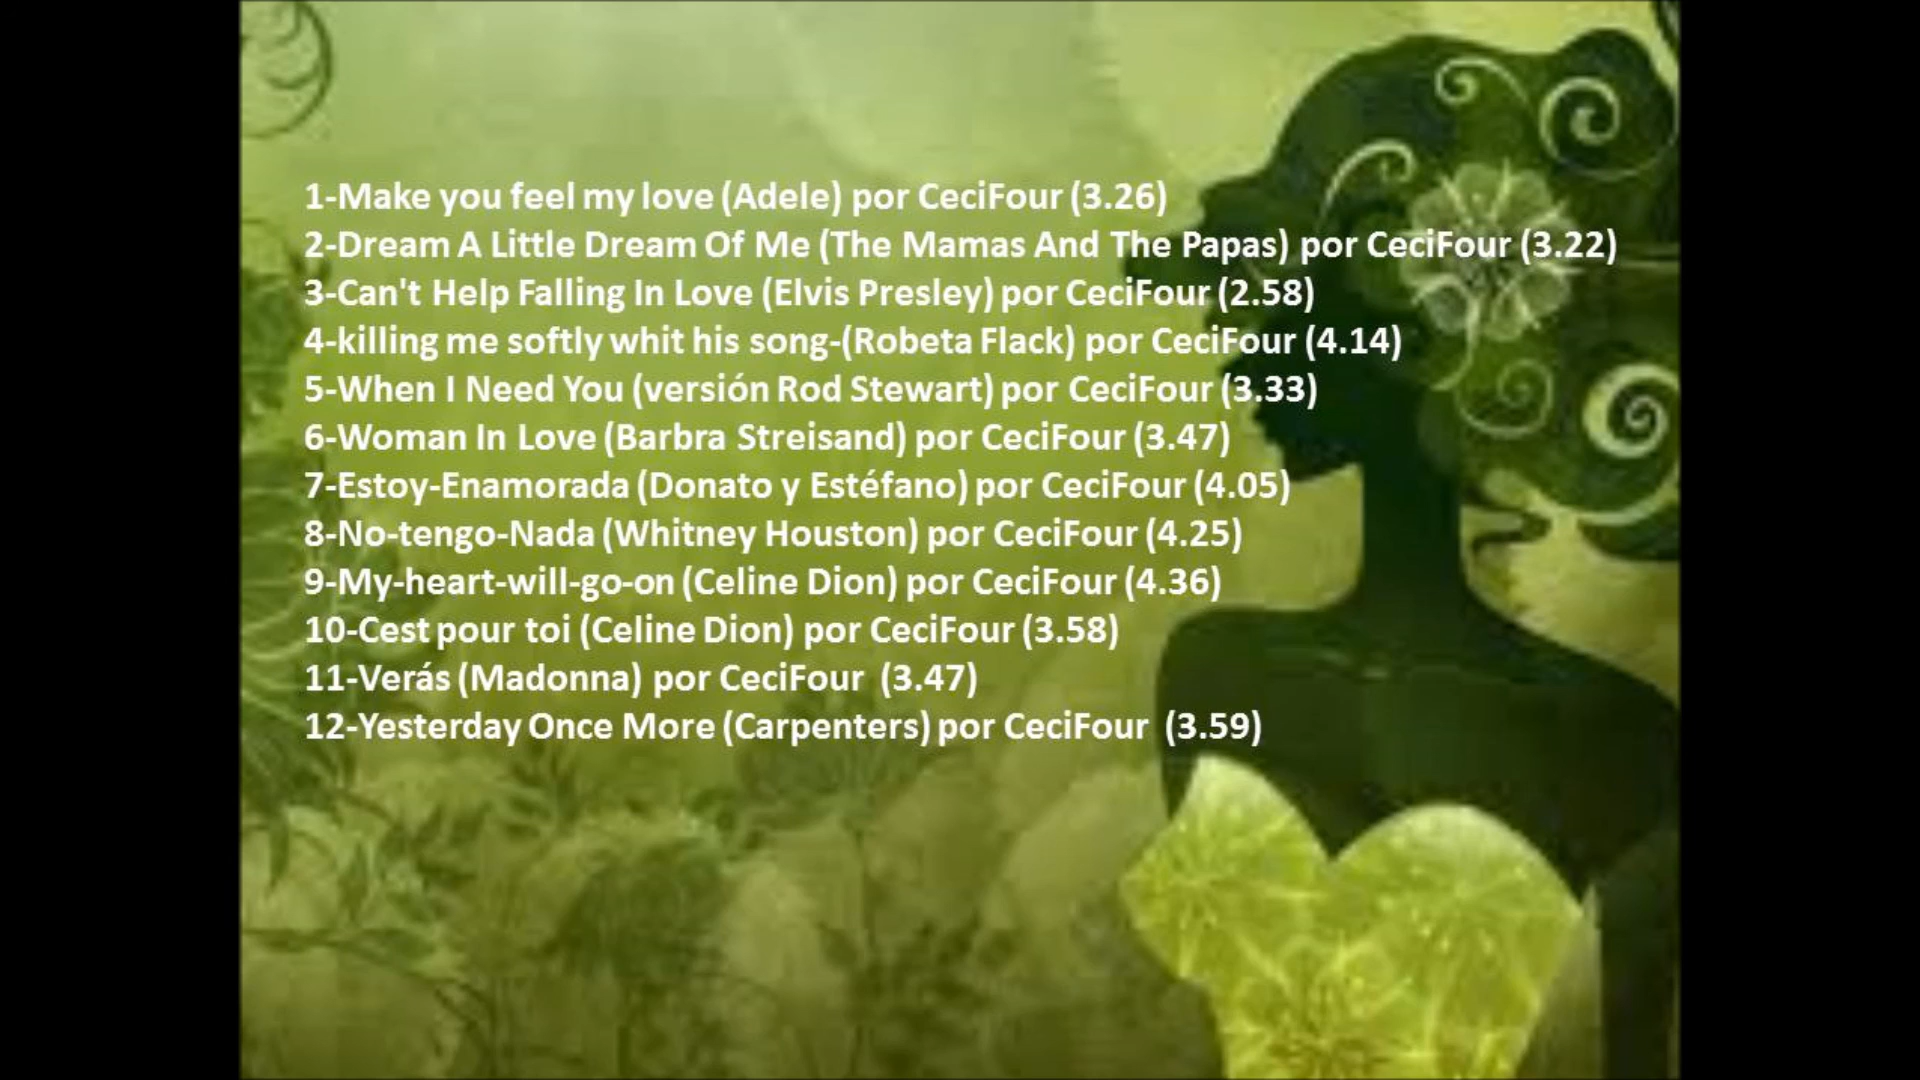 1-Make you feel my love (Adele) por CeciFour (3.26)
2-Dream A Little Dream Of Me (The Mamas And The Papas) por CeciFour (3.22)
3-Can't Help Falling In Love (Elvis Presley) por CeciFour (2.58)
4-killing me softly whit his song-(Robeta Flack) por CeciFour (4.14)
5-When I Need You (versión Rod Stewart) por CeciFour (3.33)
6-Woman In Love (Barbra Streisand) por CeciFour (3.47)
7-Estoy-Enamorada (Donato y Estéfano) por CeciFour (4.05)
8-No-tengo-Nada (Whitney Houston) por CeciFour (4.25)
9-My-heart-will-go-on (Celine Dion) por CeciFour (4.36)
10-Cest pour toi (Celine Dion) por CeciFour (3.58)
11-Verás (Madonna) por CeciFour (3.47)
12-Yesterday Once More (Carpenters) por CeciFour (3.59)